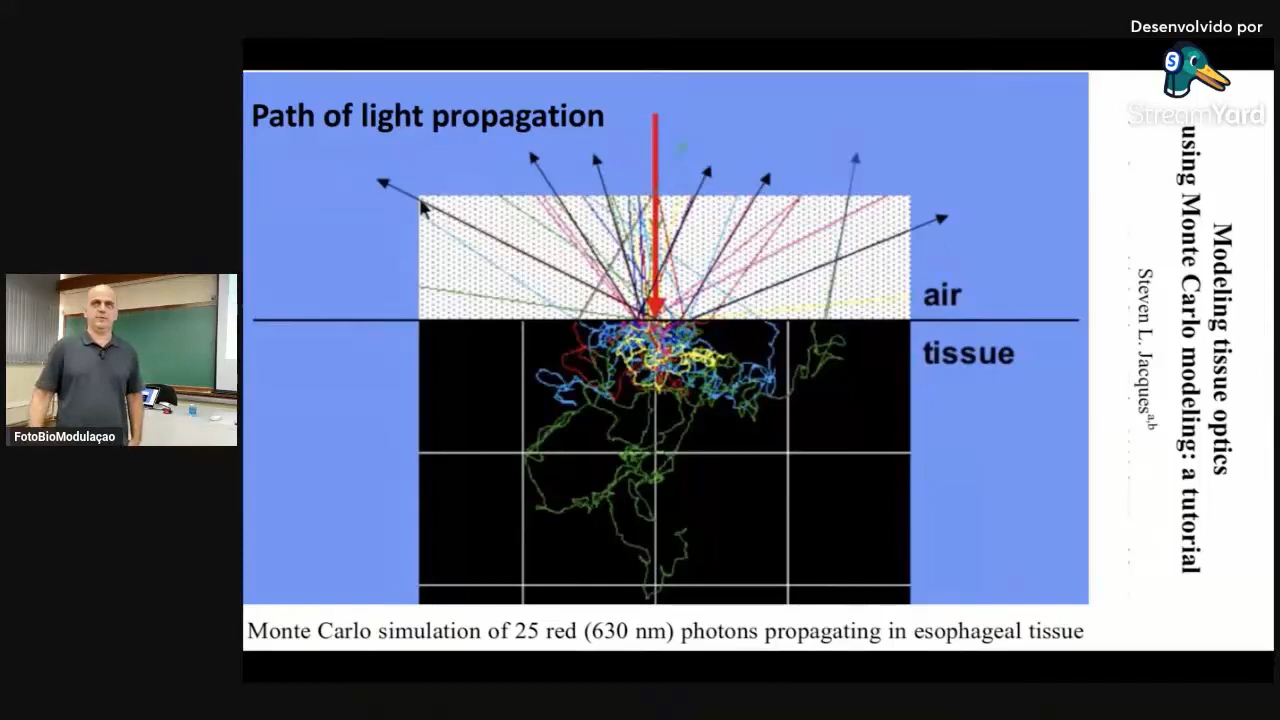 Desenvolvido por
S
StreamYard
Path of light propagation
air
tissue
FotoBioModulaçao
Monte Carlo simulation of 25 red (630 nm) photons propagating in esophageal tissue
Modeling tissue optics
using Monte Carlo modeling: a tutorial
Steven L. Jacques a,b